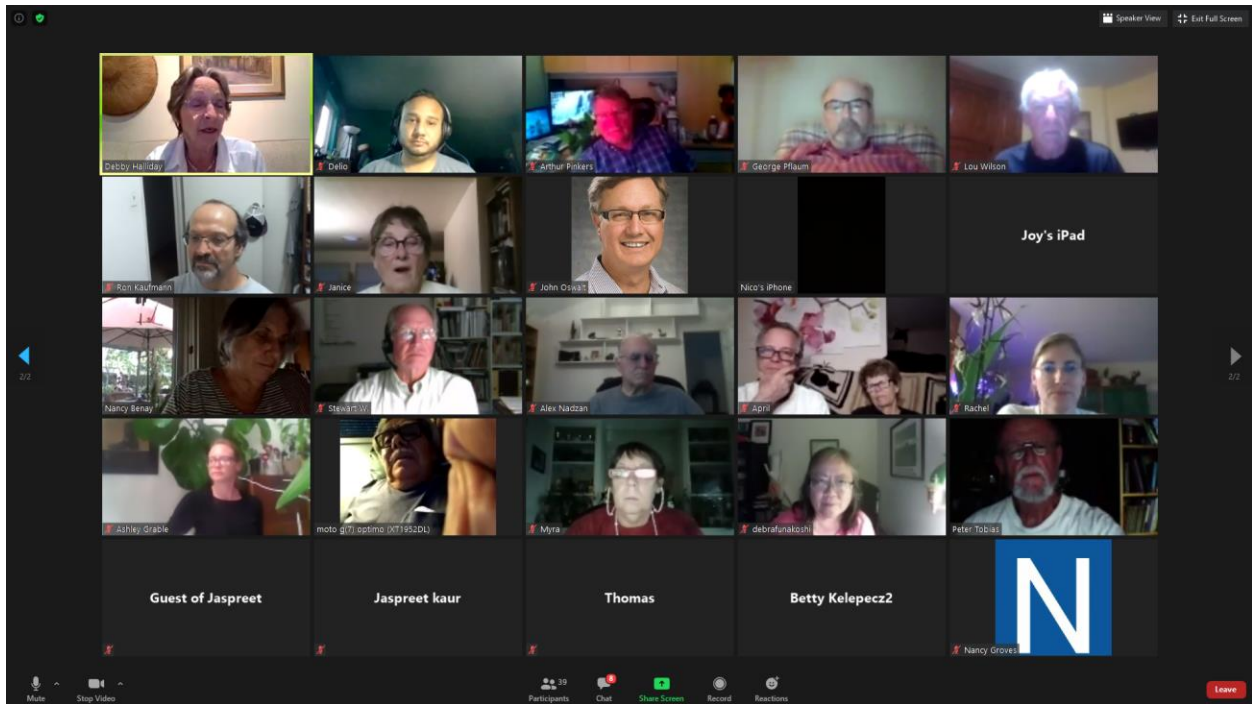 Speaker View
Exit Full Screen
Debby Halliday
Delio
Arthur Pinkers
George Pflaum
Lou Wilson
Ron Kaufmann
Janice
John Oswalt
Nico's iPhone
Joy's iPad
2/2
2/2
Nancy Benay
Stewart W.
Alex Nadzan
April
Rachel
Ashley Grable
moto g(7) optimo (XT1952DL)
Myra
debrafunakoshi
Peter Tobias
Guest of Jaspreet
Jaspreet kaur
Thomas
Betty Kelepecz2
N
Nancy Groves
Mute
Stop Video
39
Participants
8
Chat
Share Screen
Record
Reactions
Leave